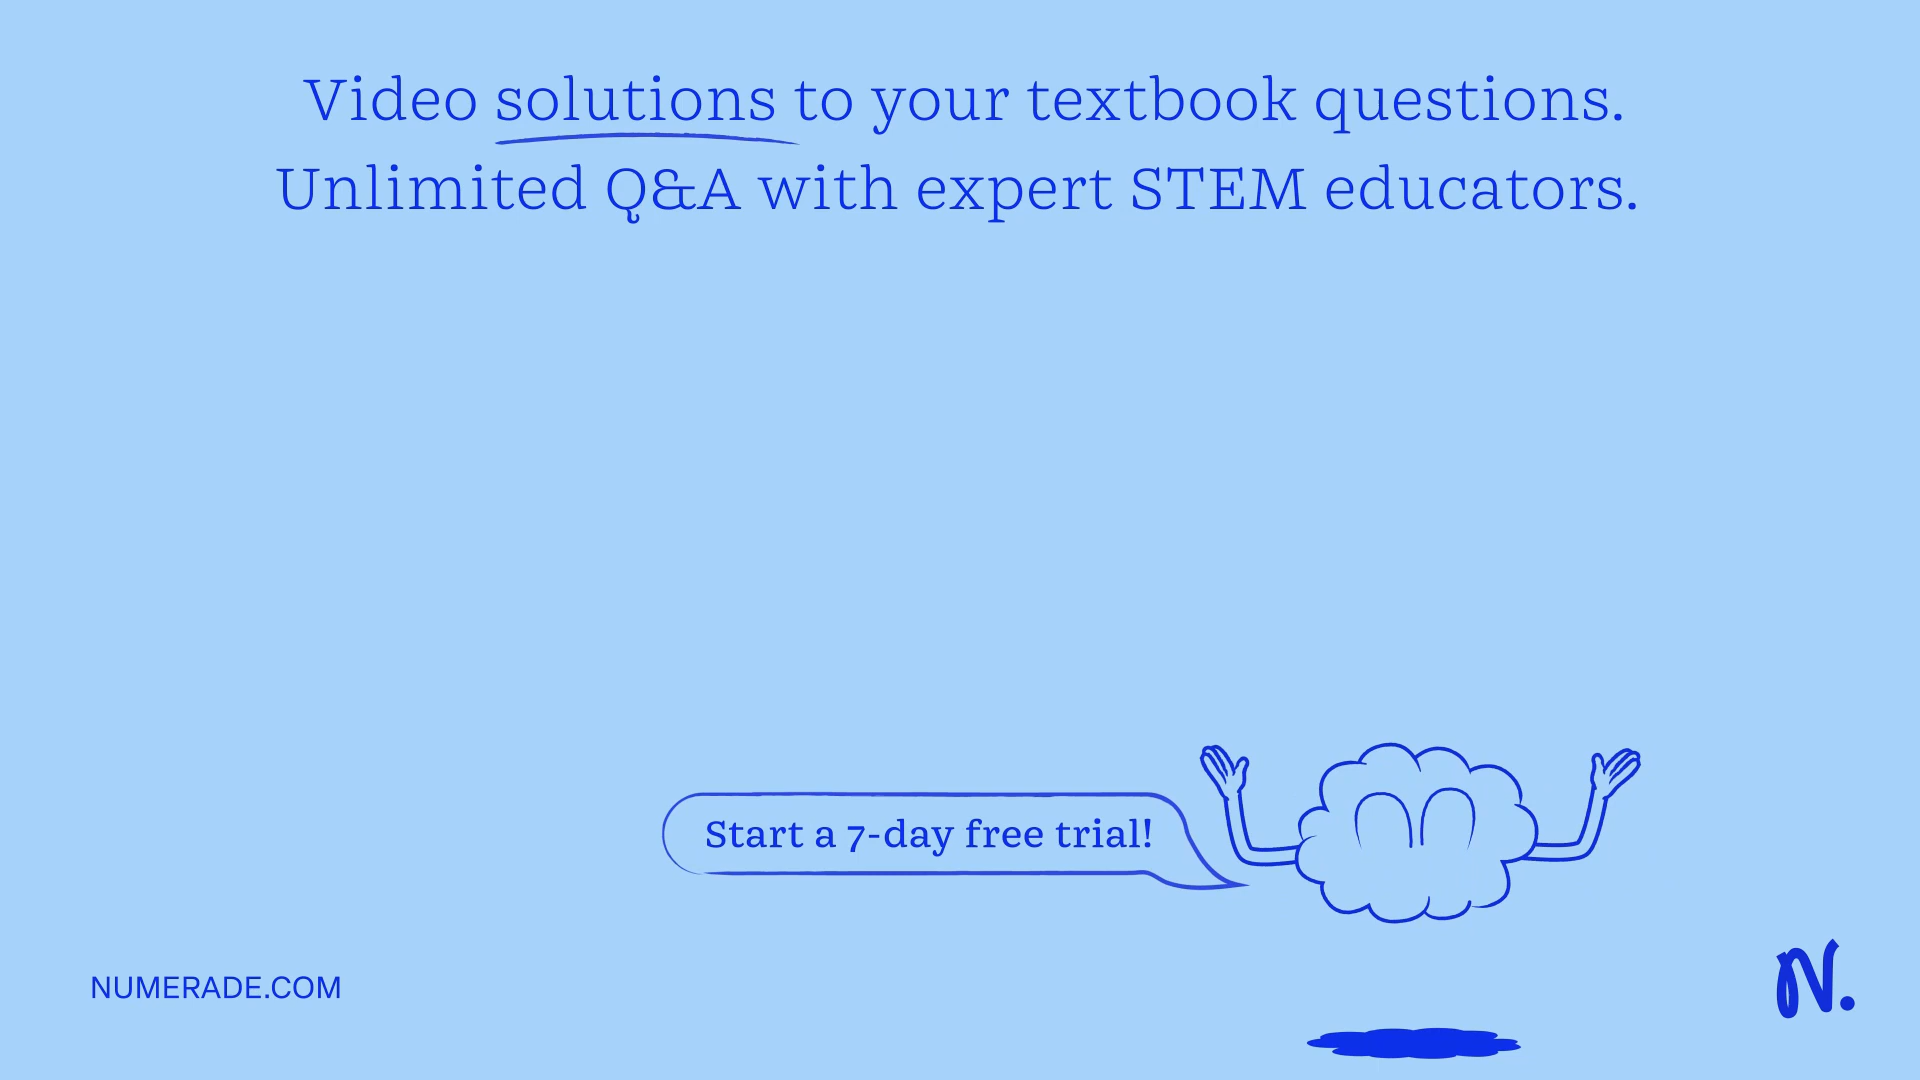 Video solutions to your textbook questions.
Unlimited Q&A with expert STEM educators.
Start a 7-day free trial!
NUMERADE.COM
N.